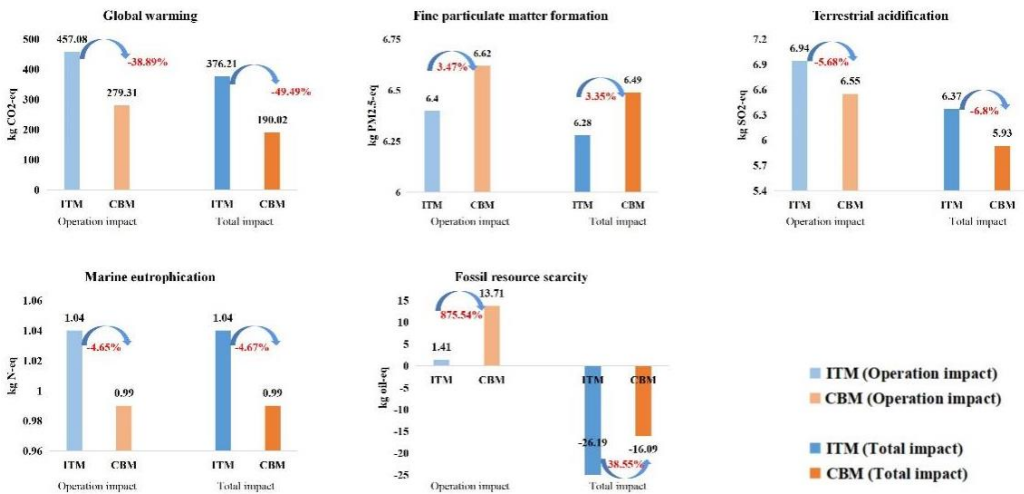 Global warming
kg CO2-eq
500
400
300
200
100
0
457.08
-38.89%
279.31
376.21
-49.49%
190.02
ITM CBM ITM CBM
Operation impact Total impact
Fine particulate matter formation
kg PM2.5-eq
6.75
6.5
6.25
6
6.4
3.47%
6.62
6.28
3.35%
6.49
ITM CBM ITM CBM
Operation impact Total impact
Terrestrial acidification
kg SO2-eq
7.2
6.9
6.6
6.3
6
5.7
5.4
6.94
-5.68%
6.55
6.37
-6.8%
5.93
ITM CBM ITM CBM
Operation impact Total impact
Marine eutrophication
kg N-eq
1.06
1.04
1.02
1
0.98
0.96
1.04
-4.65%
0.99
1.04
-4.67%
0.99
ITM CBM ITM CBM
Operation impact Total impact
Fossil resource scarcity
kg oil-eq
15
10
5
0
-5
-10
-15
-20
-25
1.41
875.54%
13.71
ITM CBM ITM CBM
-26.19
38.55%
-16.09
Operation impact Total impact
ITM (Operation impact)
CBM (Operation impact)
ITM (Total impact)
CBM (Total impact)